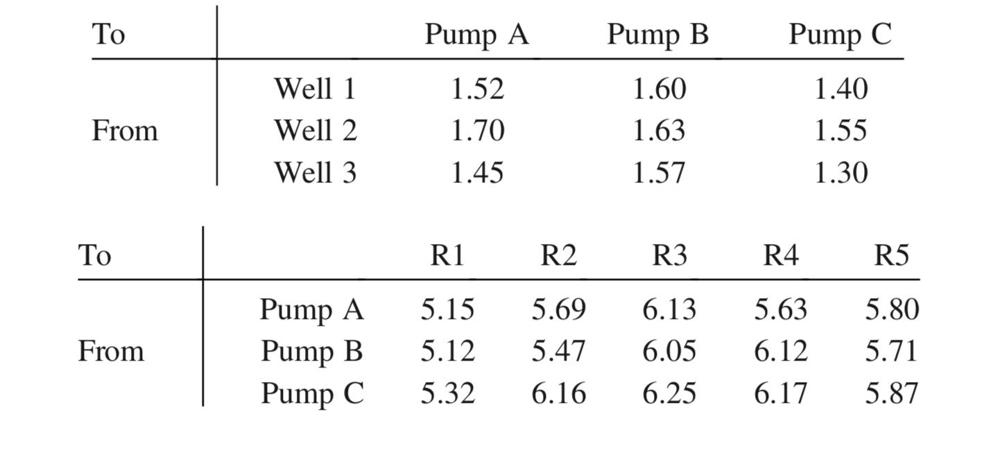 To Pump A Pump B Pump C
Well 1 1.52 1.60 1.40
From Well 2 1.70 1.63 1.55
Well 3 1.45 1.57 1.30
To R1 R2 R3 R4 R5
Pump A 5.15 5.69 6.13 5.63 5.80
From Pump B 5.12 5.47 6.05 6.12 5.71
Pump C 5.32 6.16 6.25 6.17 5.87